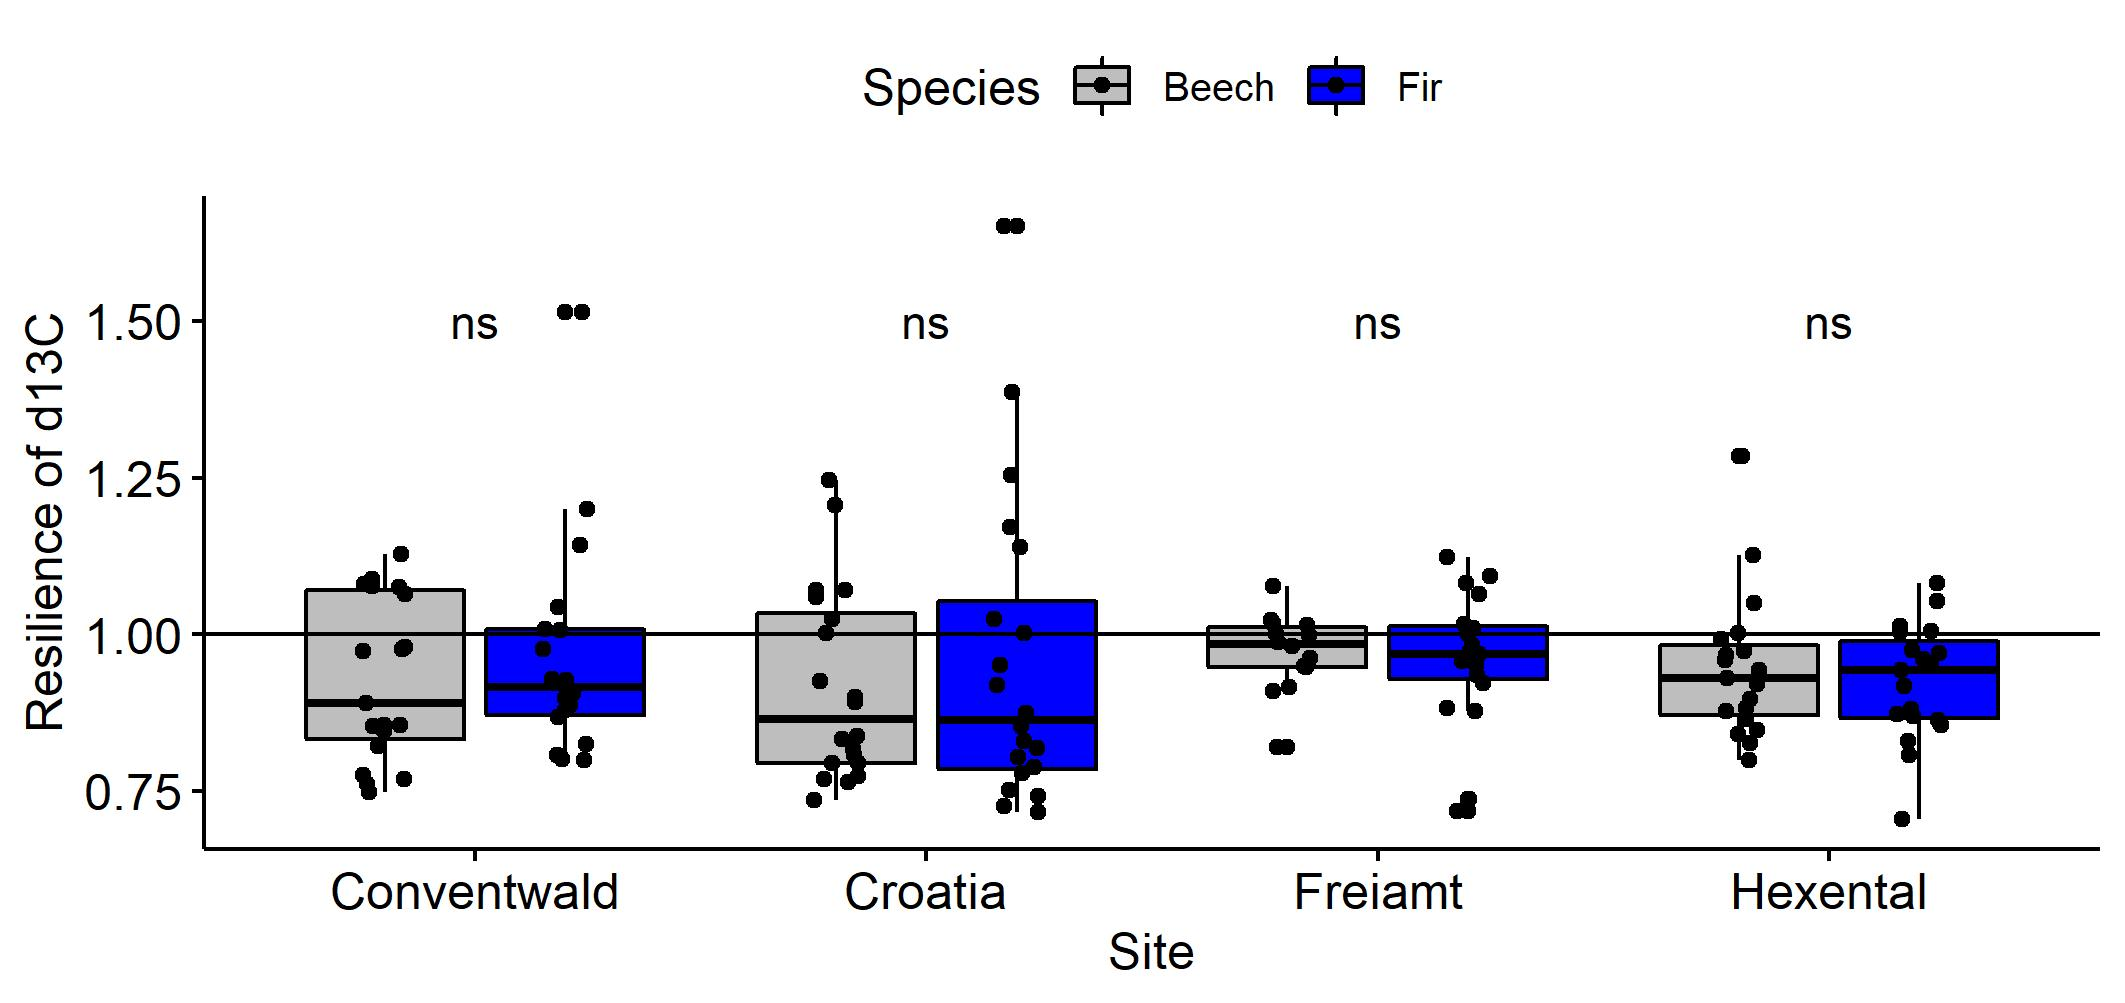 Species Beech Fir
Resilience of d13C
1.50
1.25
1.00
0.75
ns ns ns ns
Conventwald Croatia Freiamt Hexental
Site